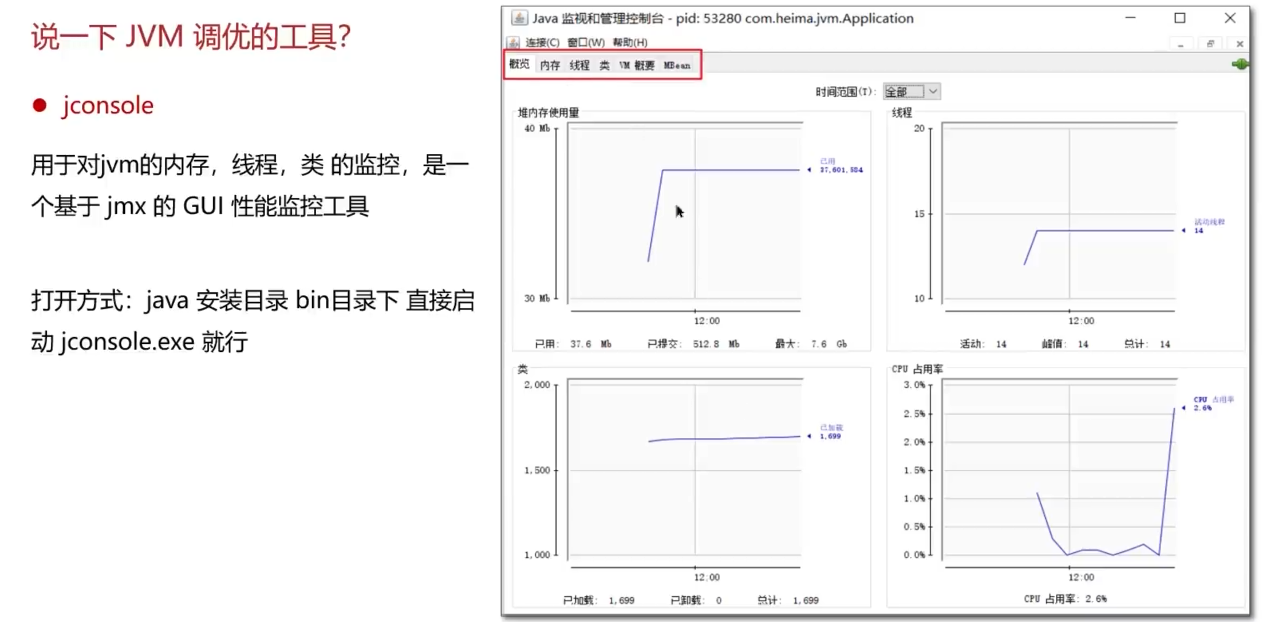 说一下 JVM 调优的工具?
● jconsole
用于对jvm的内存，线程，类 的监控，是一
个基于 jmx 的 GUI 性能监控工具
打开方式：java 安装目录 bin目录下 直接启
动 jconsole.exe 就行
Java 监视和管理控制台 - pid: 53280 com.heima.jvm.Application
连接(C) 窗口(W) 帮助(H)
概览 内存 线程 类 VM 概要 MBean
时间范围(T): 全部
堆内存使用量
40 Mb
30 Mb
已用
37,601,584
12:00
已用: 37.6 Mb 已提交: 512.8 Mb 最大: 7.6 Gb
线程
20
15
10
活动线程
14
12:00
活动: 14 峰值: 14 总计: 14
类
2,000
1,500
1,000
已加载
1,699
12:00
已加载: 1,699 已卸载: 0 总计: 1,699
CPU 占用率
3.0%
2.5%
2.0%
1.5%
1.0%
0.5%
0.0%
CPU 占用率
2.6%
12:00
CPU 占用率: 2.6%